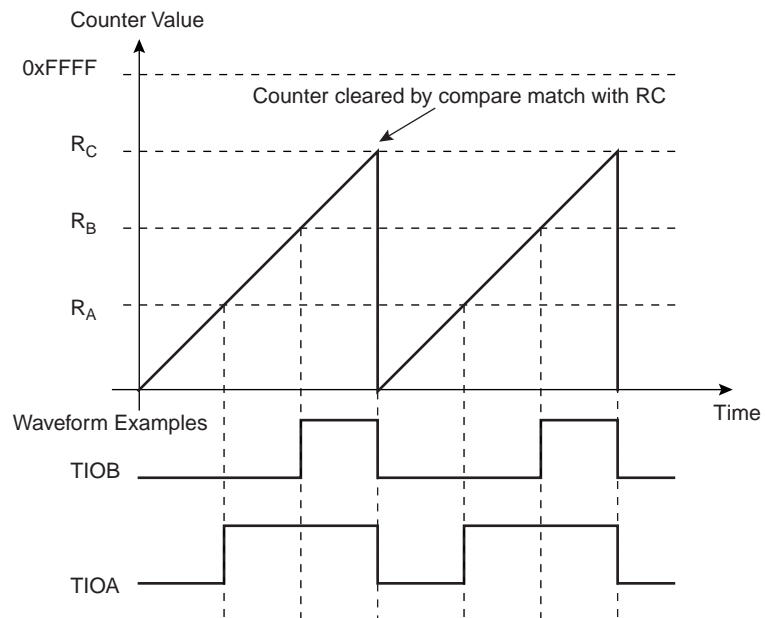 Counter Value
0xFFFF
Counter cleared by compare match with RC
RC
RB
RA
Time
Waveform Examples
TIOB
TIOA